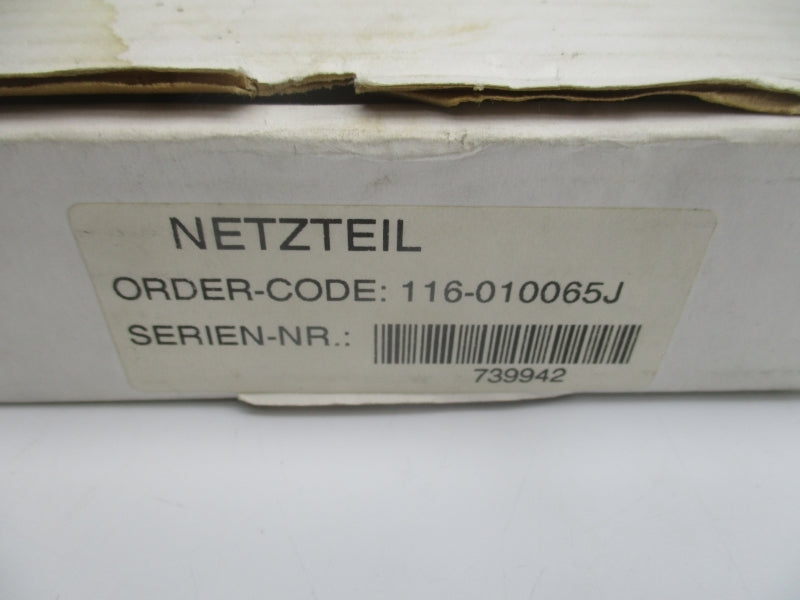 NETZTEIL
ORDER-CODE: 116-010065J
SERIEN-NR.:
739942